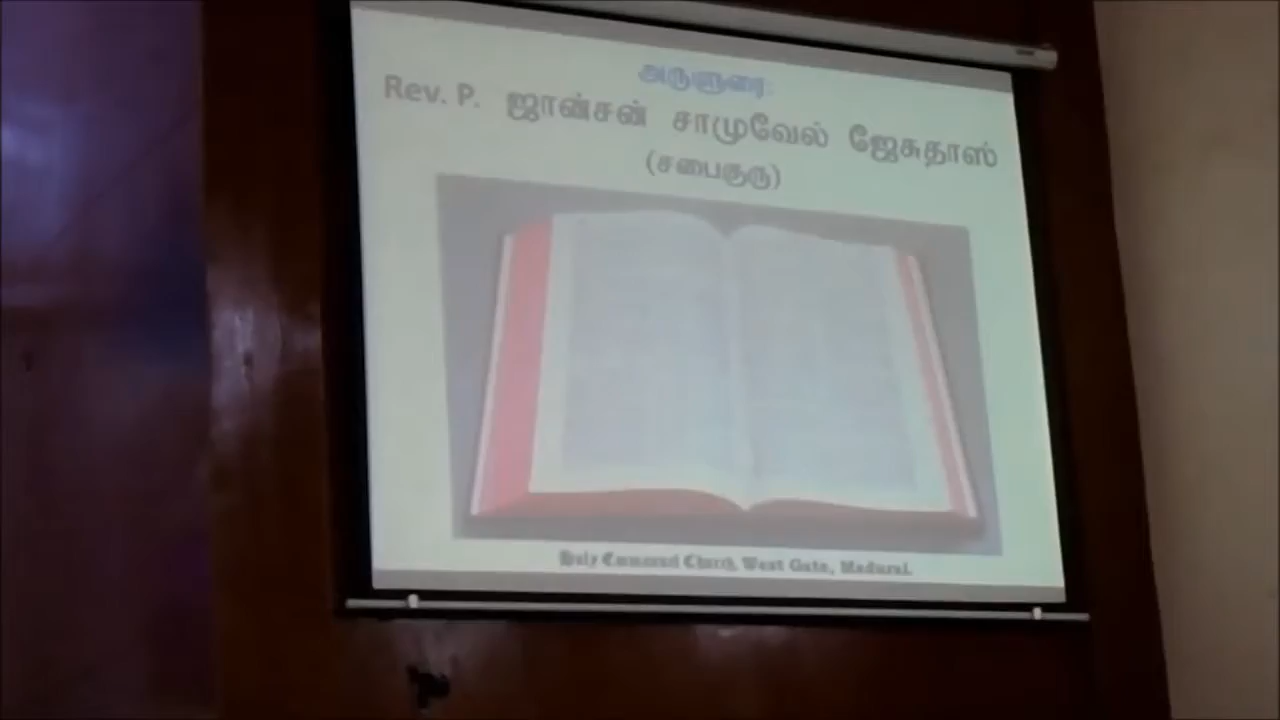 அருளுரை:
Rev. P. ஜான்சன் சாமுவேல் ஜேசுதாஸ்
(சபைகுரு)
Holy Emmanuel Church, West Gate, Madurai.